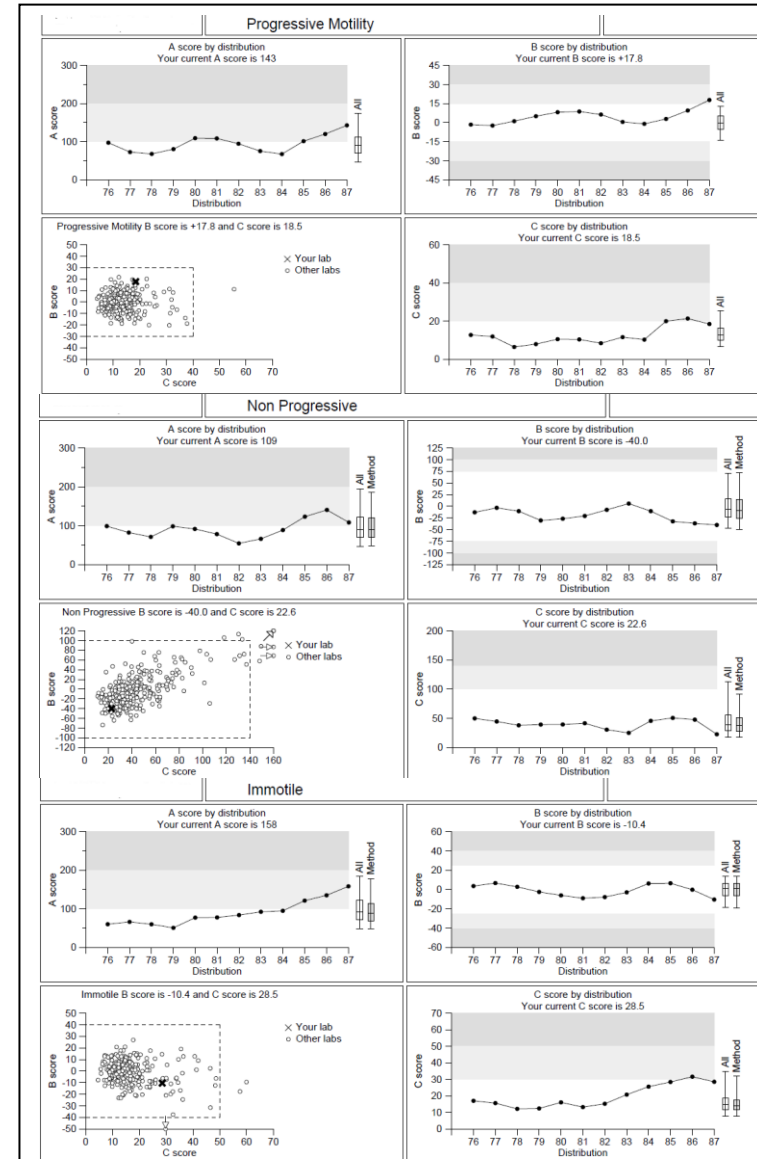 Progressive Motility
A score by distribution
Your current A score is 143
300
200
100
0
A score
76 77 78 79 80 81 82 83 84 85 86 87
Distribution
All
B score by distribution
Your current B score is +17.8
45
30
15
0
-15
-30
-45
B score
76 77 78 79 80 81 82 83 84 85 86 87
Distribution
All
Progressive Motility B score is +17.8 and C score is 18.5
50
40
30
20
10
0
-10
-20
-30
-40
-50
B score
0 10 20 30 40 50 60 70
C score
× Your lab
○ Other labs
C score by distribution
Your current C score is 18.5
60
40
20
0
C score
76 77 78 79 80 81 82 83 84 85 86 87
Distribution
All
Non Progressive
A score by distribution
Your current A score is 109
300
200
100
0
A score
76 77 78 79 80 81 82 83 84 85 86 87
Distribution
All
Method
B score by distribution
Your current B score is -40.0
125
100
75
50
25
0
-25
-50
-75
-100
-125
B score
76 77 78 79 80 81 82 83 84 85 86 87
Distribution
All
Method
Non Progressive B score is -40.0 and C score is 22.6
120
100
80
60
40
20
0
-20
-40
-60
-80
-100
-120
B score
0 20 40 60 80 100 120 140 160
C score
× Your lab
○ Other labs
C score by distribution
Your current C score is 22.6
200
150
100
50
0
C score
76 77 78 79 80 81 82 83 84 85 86 87
Distribution
All
Method
Immotile
A score by distribution
Your current A score is 158
300
200
100
0
A score
76 77 78 79 80 81 82 83 84 85 86 87
Distribution
All
Method
B score by distribution
Your current B score is -10.4
60
40
20
0
-20
-40
-60
B score
76 77 78 79 80 81 82 83 84 85 86 87
Distribution
All
Method
Immotile B score is -10.4 and C score is 28.5
50
40
30
20
10
0
-10
-20
-30
-40
-50
B score
0 10 20 30 40 50 60 70
C score
× Your lab
○ Other labs
C score by distribution
Your current C score is 28.5
70
60
50
40
30
20
10
0
C score
76 77 78 79 80 81 82 83 84 85 86 87
Distribution
All
Method